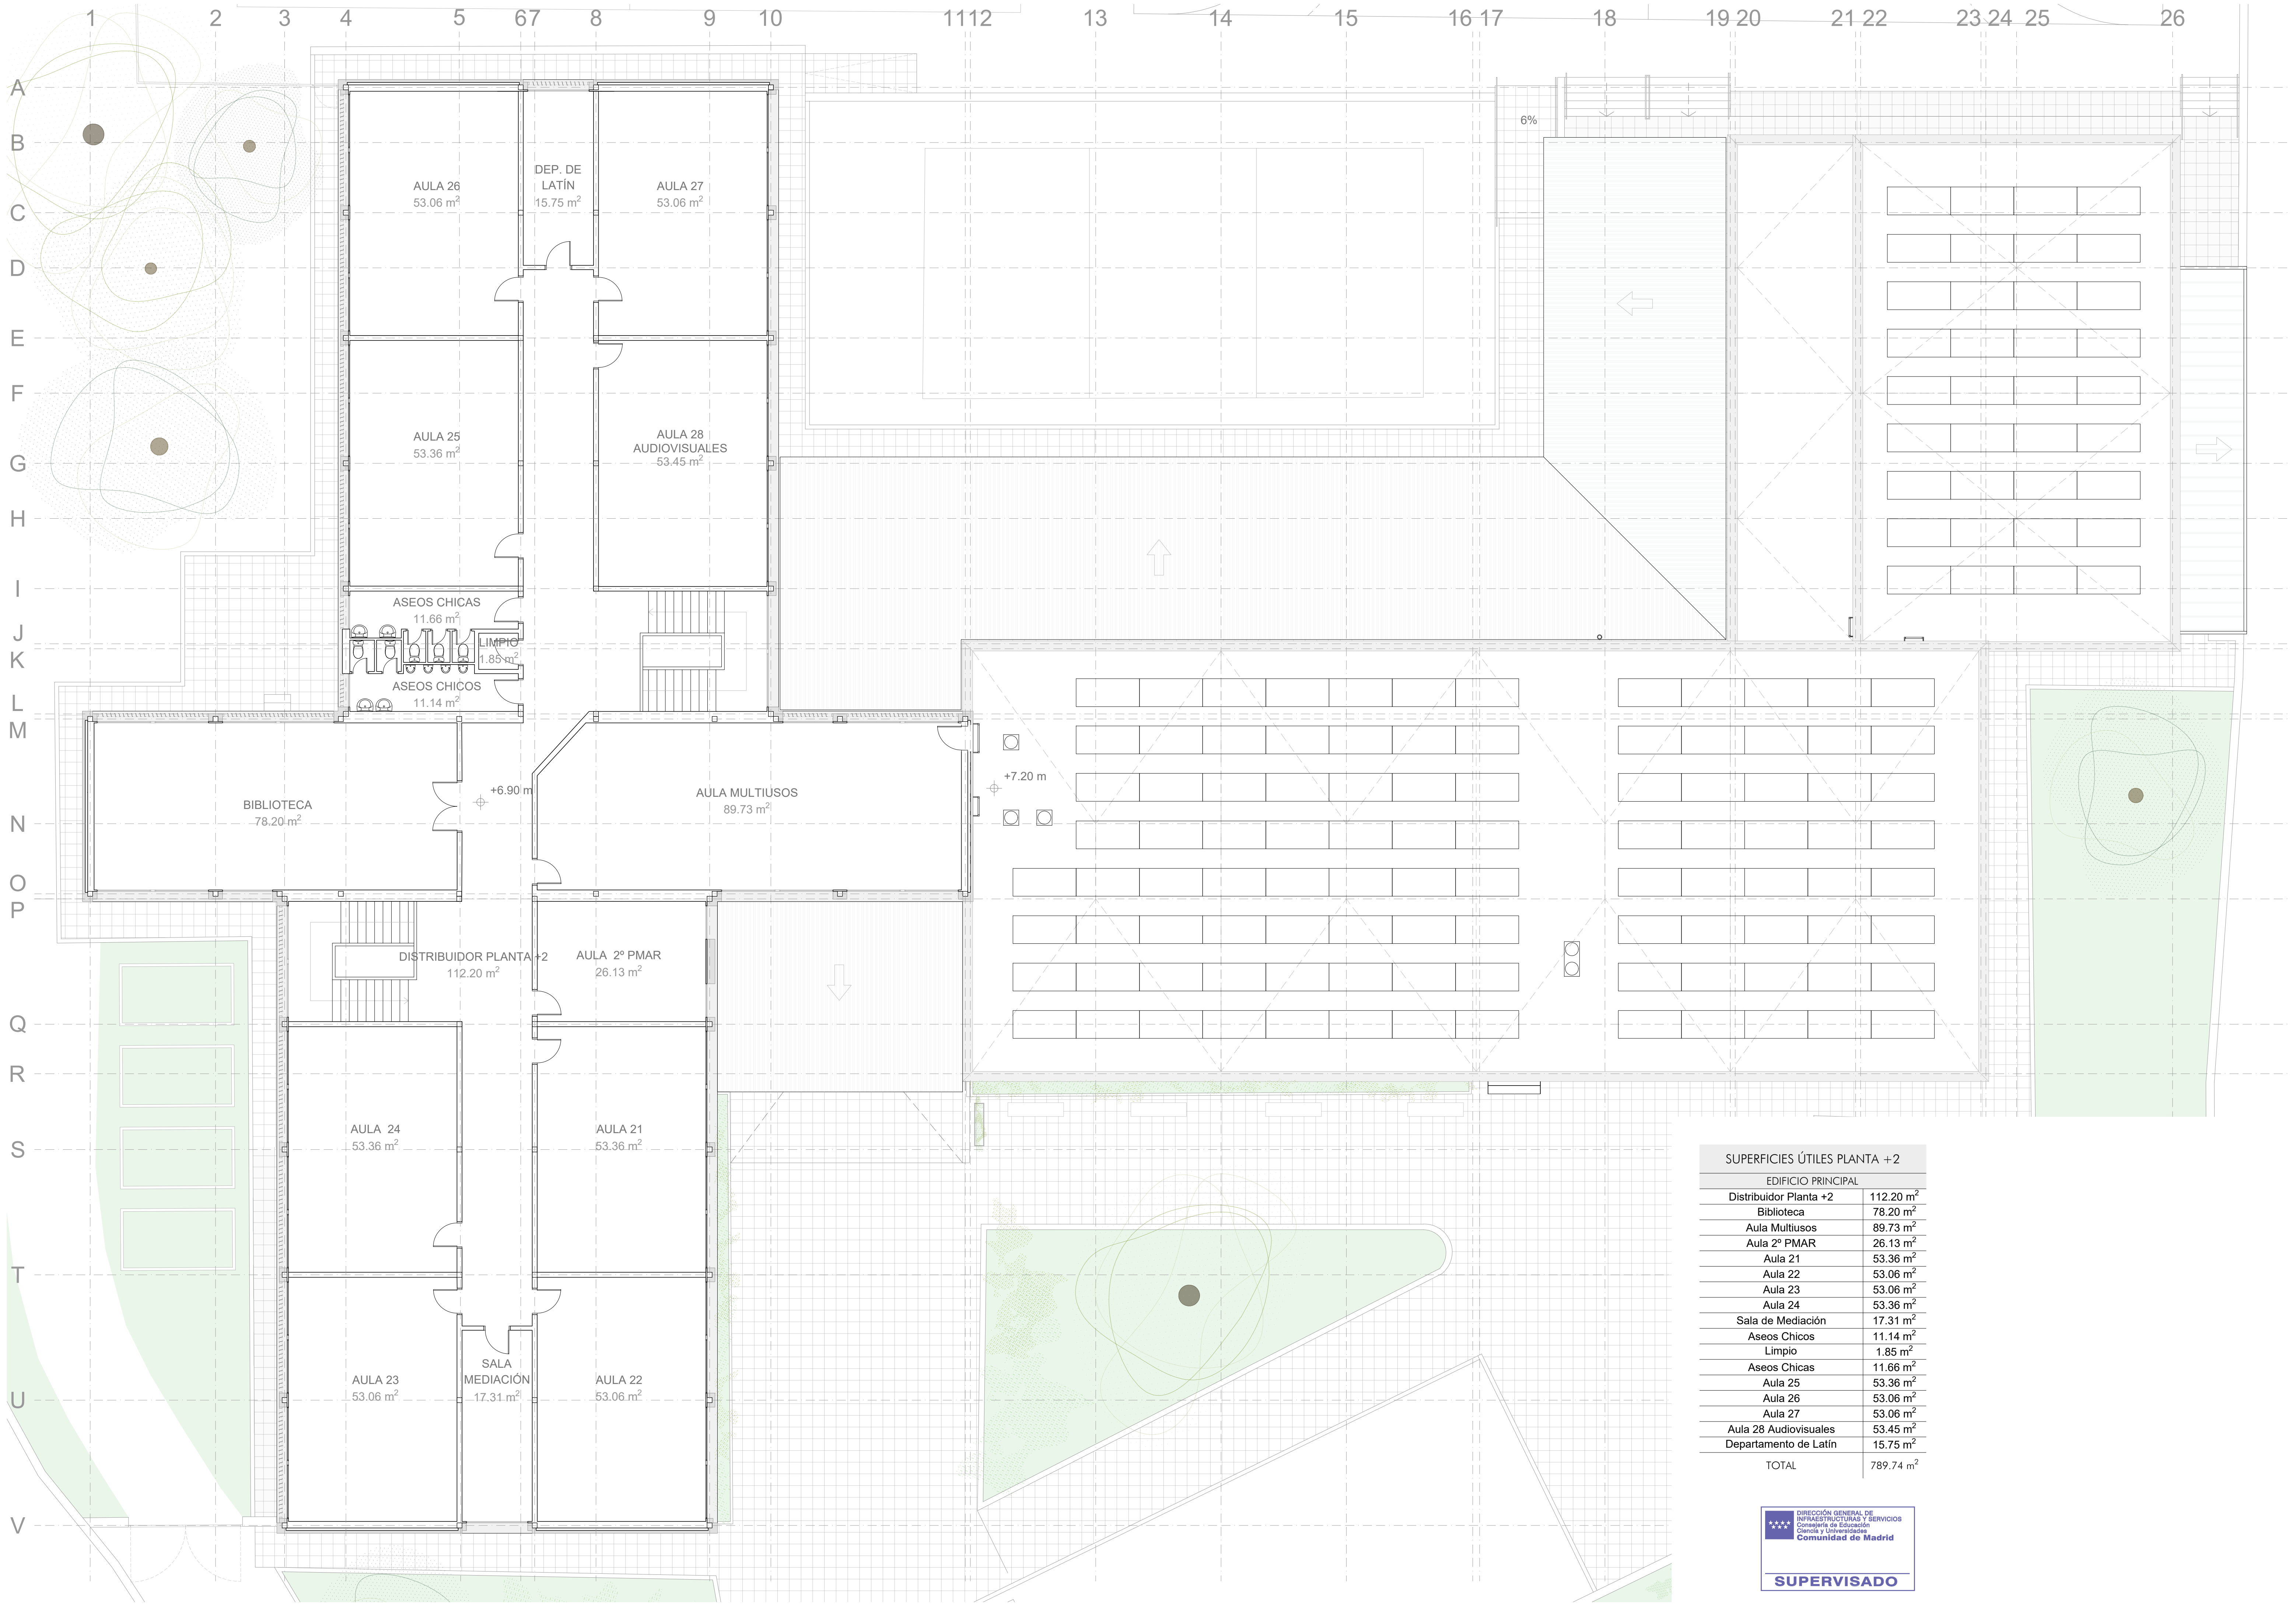 1 2 3 4 5 6 7 8 9 10 11 12 13 14 15 16 17 18 19 20 21 22 23 24 25 26
A
B
C
D
E
F
G
H
I
J
K
L
M
N
O
P
Q
R
S
T
U
V
6%
AULA 26
53.06 m²
DEP. DE
LATÍN
15.75 m²
AULA 27
53.06 m²
AULA 25
53.36 m²
AULA 28
AUDIOVISUALES
53.45 m²
ASEOS CHICAS
11.66 m²
LIMPIO
1.85 m²
ASEOS CHICOS
11.14 m²
BIBLIOTECA
78.20 m²
+6.90 m
AULA MULTIUSOS
89.73 m²
+7.20 m
DISTRIBUIDOR PLANTA +2
112.20 m²
AULA 2º PMAR
26.13 m²
AULA 24
53.36 m²
AULA 21
53.36 m²
AULA 23
53.06 m²
SALA
MEDIACIÓN
17.31 m²
AULA 22
53.06 m²
SUPERFICIES ÚTILES PLANTA +2
EDIFICIO PRINCIPAL
Distribuidor Planta +2 112.20 m²
Biblioteca 78.20 m²
Aula Multiusos 89.73 m²
Aula 2º PMAR 26.13 m²
Aula 21 53.36 m²
Aula 22 53.06 m²
Aula 23 53.06 m²
Aula 24 53.36 m²
Sala de Mediación 17.31 m²
Aseos Chicos 11.14 m²
Limpio 1.85 m²
Aseos Chicas 11.66 m²
Aula 25 53.36 m²
Aula 26 53.06 m²
Aula 27 53.06 m²
Aula 28 Audiovisuales 53.45 m²
Departamento de Latín 15.75 m²
TOTAL 789.74 m²
DIRECCIÓN GENERAL DE
INFRAESTRUCTURAS Y SERVICIOS
Consejería de Educación
Ciencia y Universidades
Comunidad de Madrid
SUPERVISADO